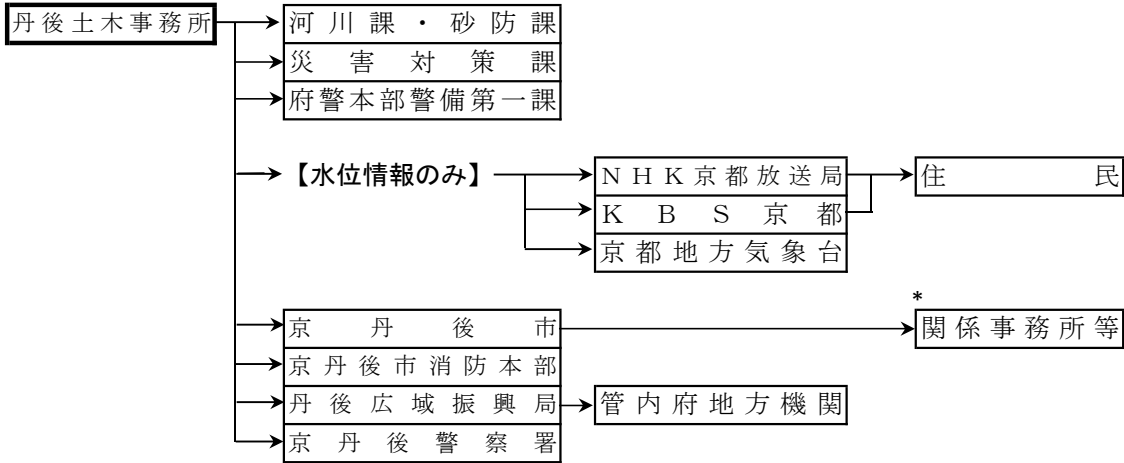 丹後土木事務所
河川課・砂防課
災害対策課
府警本部警備第一課
【水位情報のみ】
NHK京都放送局
住民
KBS京都
京都地方気象台
*
京丹後市
関係事務所等
京丹後市消防本部
丹後広域振興局
管内府地方機関
京丹後警察署